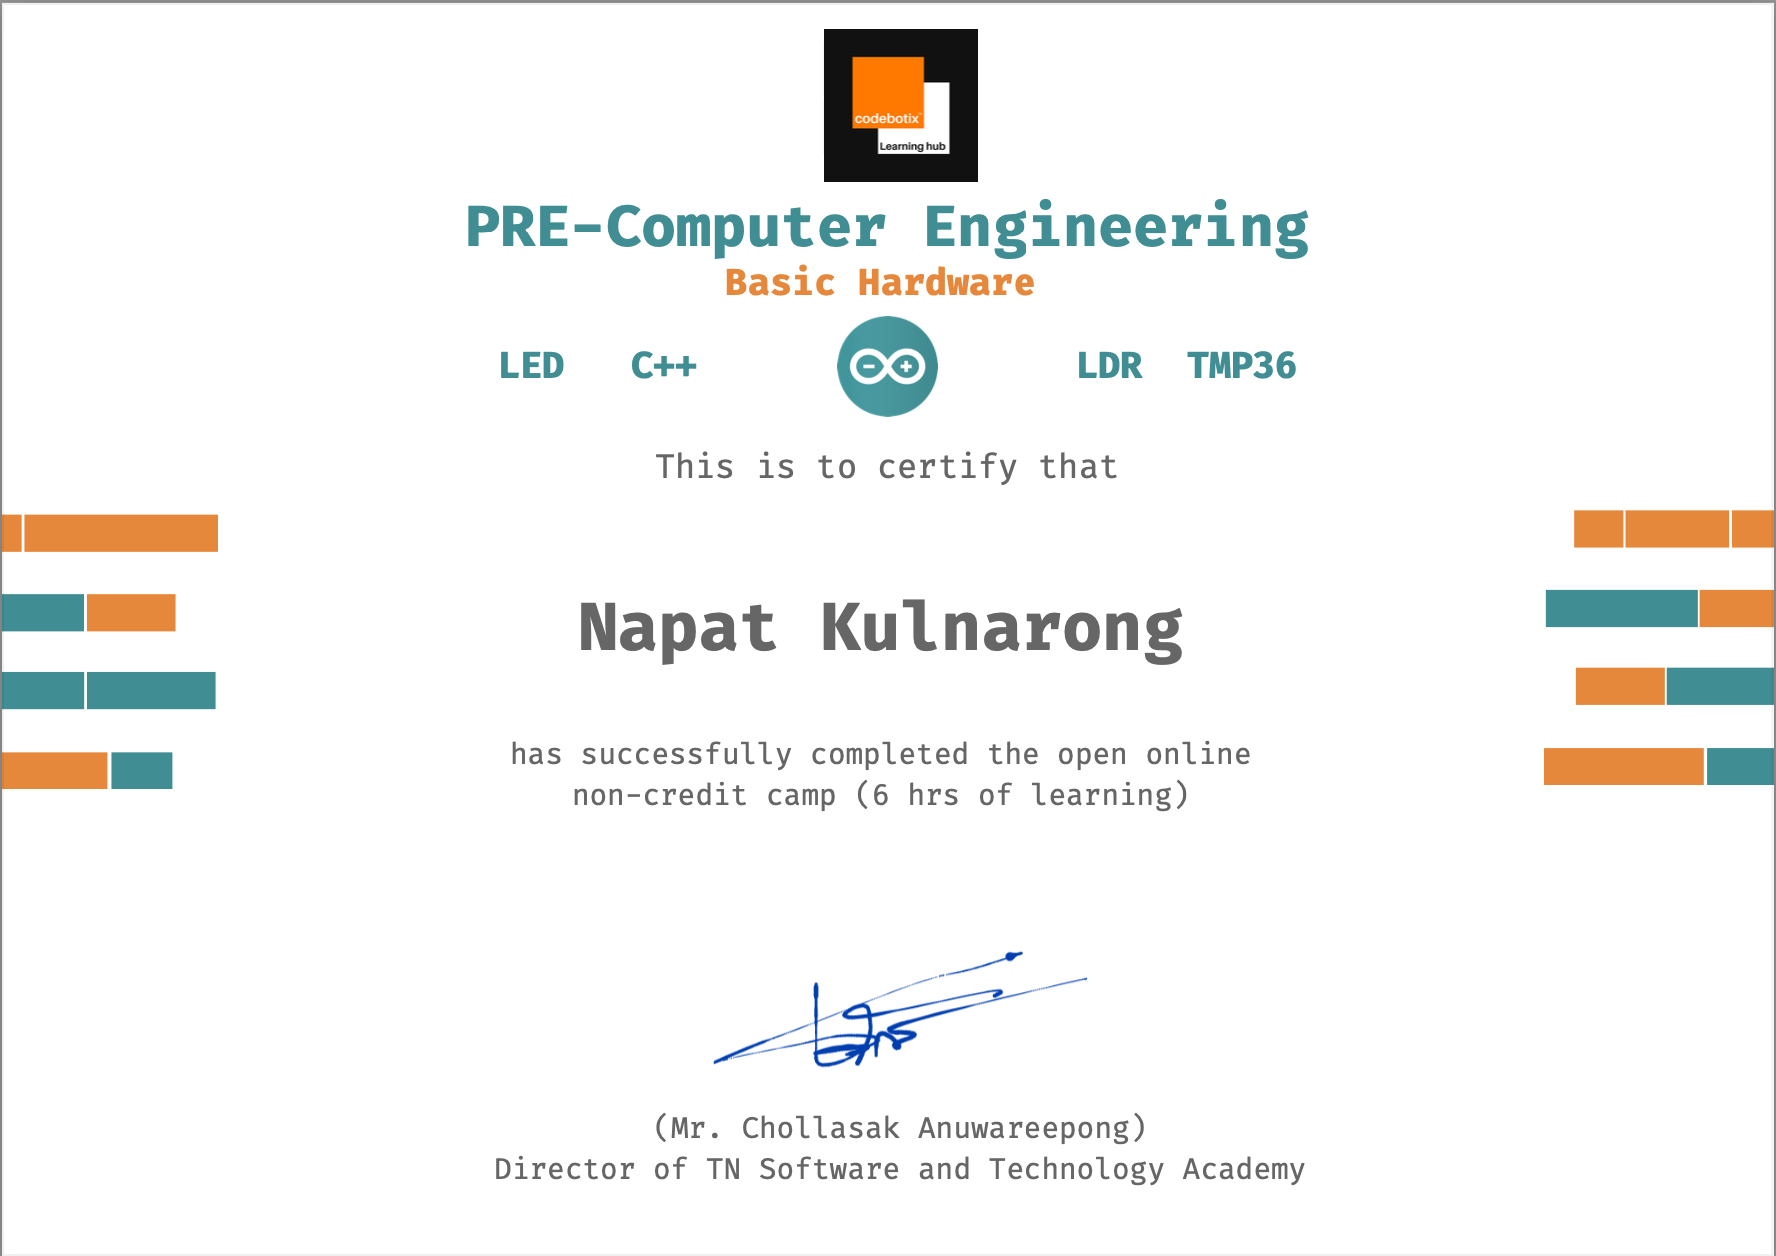 codebotix
Learning hub
PRE-Computer Engineering
Basic Hardware
LED C++ LDR TMP36
This is to certify that
Napat Kulnarong
has successfully completed the open online
non-credit camp (6 hrs of learning)
(Mr. Chollasak Anuwareepong)
Director of TN Software and Technology Academy